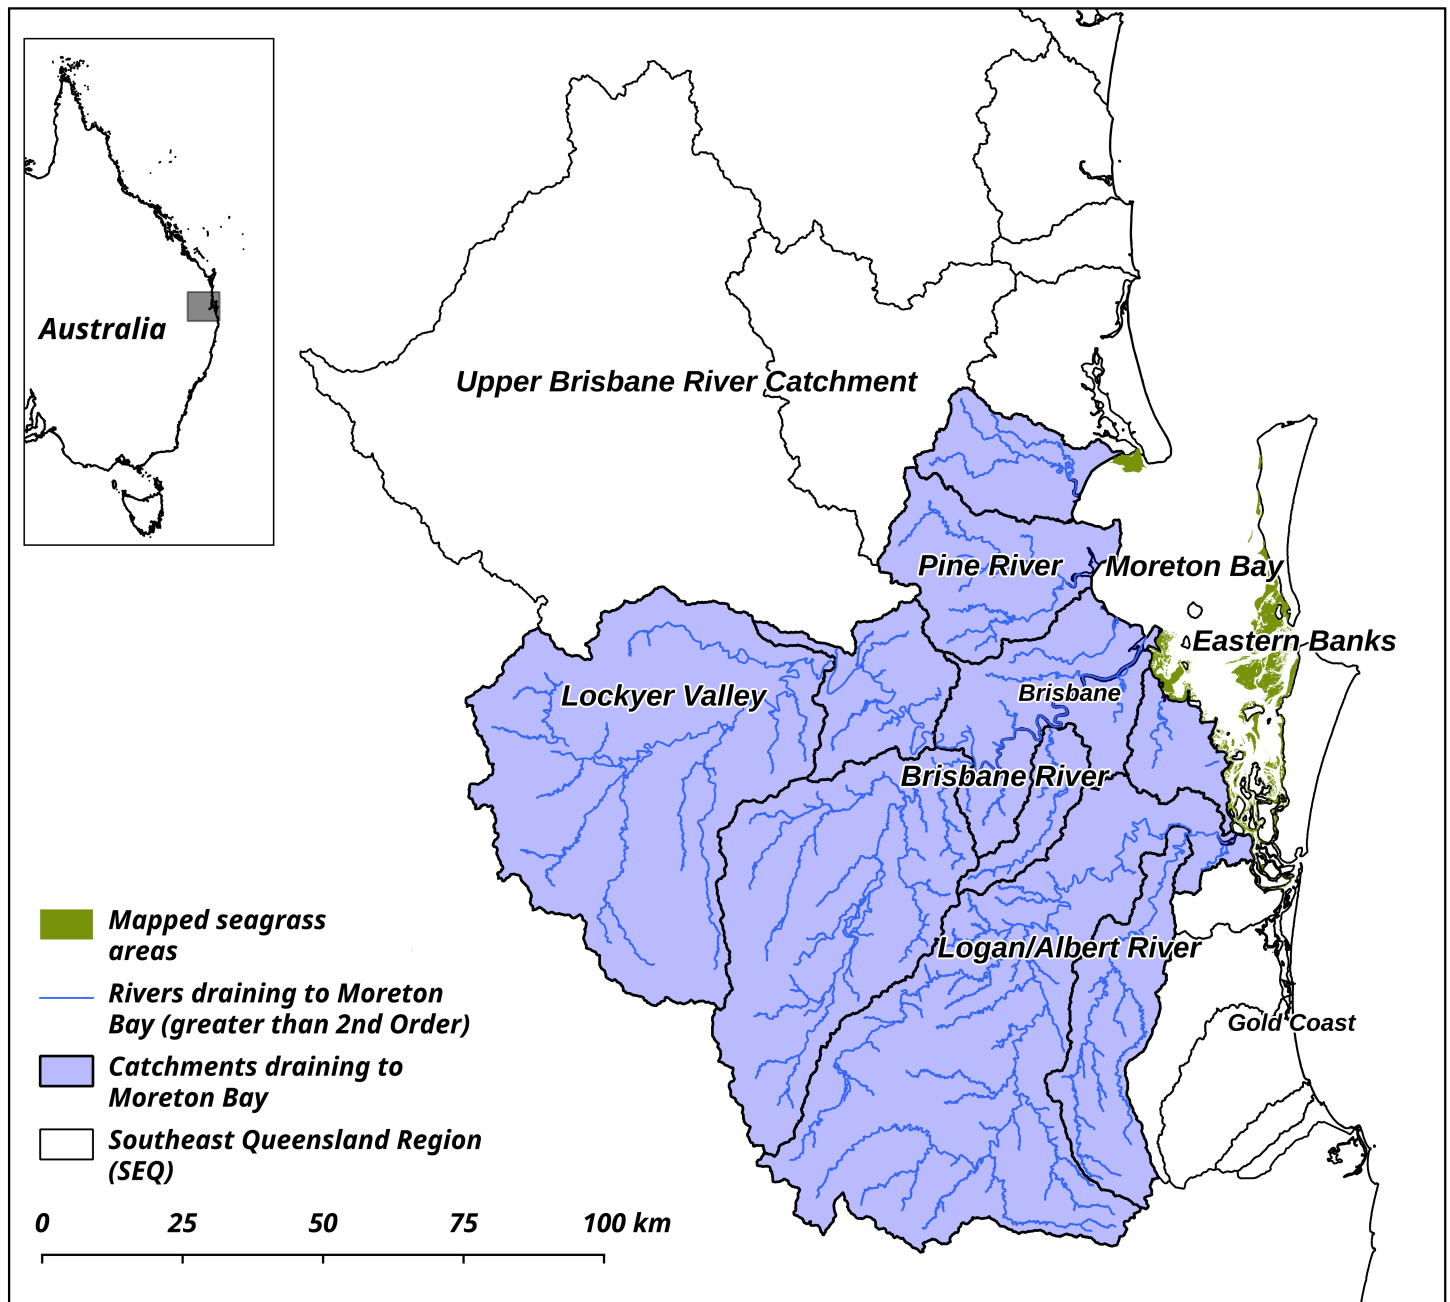 Australia
Upper Brisbane River Catchment
Pine River
Moreton Bay
Eastern Banks
Lockyer Valley
Brisbane
Brisbane River
Logan/Albert River
Gold Coast
Mapped seagrass
areas
Rivers draining to Moreton
Bay (greater than 2nd Order)
Catchments draining to
Moreton Bay
Southeast Queensland Region
(SEQ)
0 25 50 75 100 km